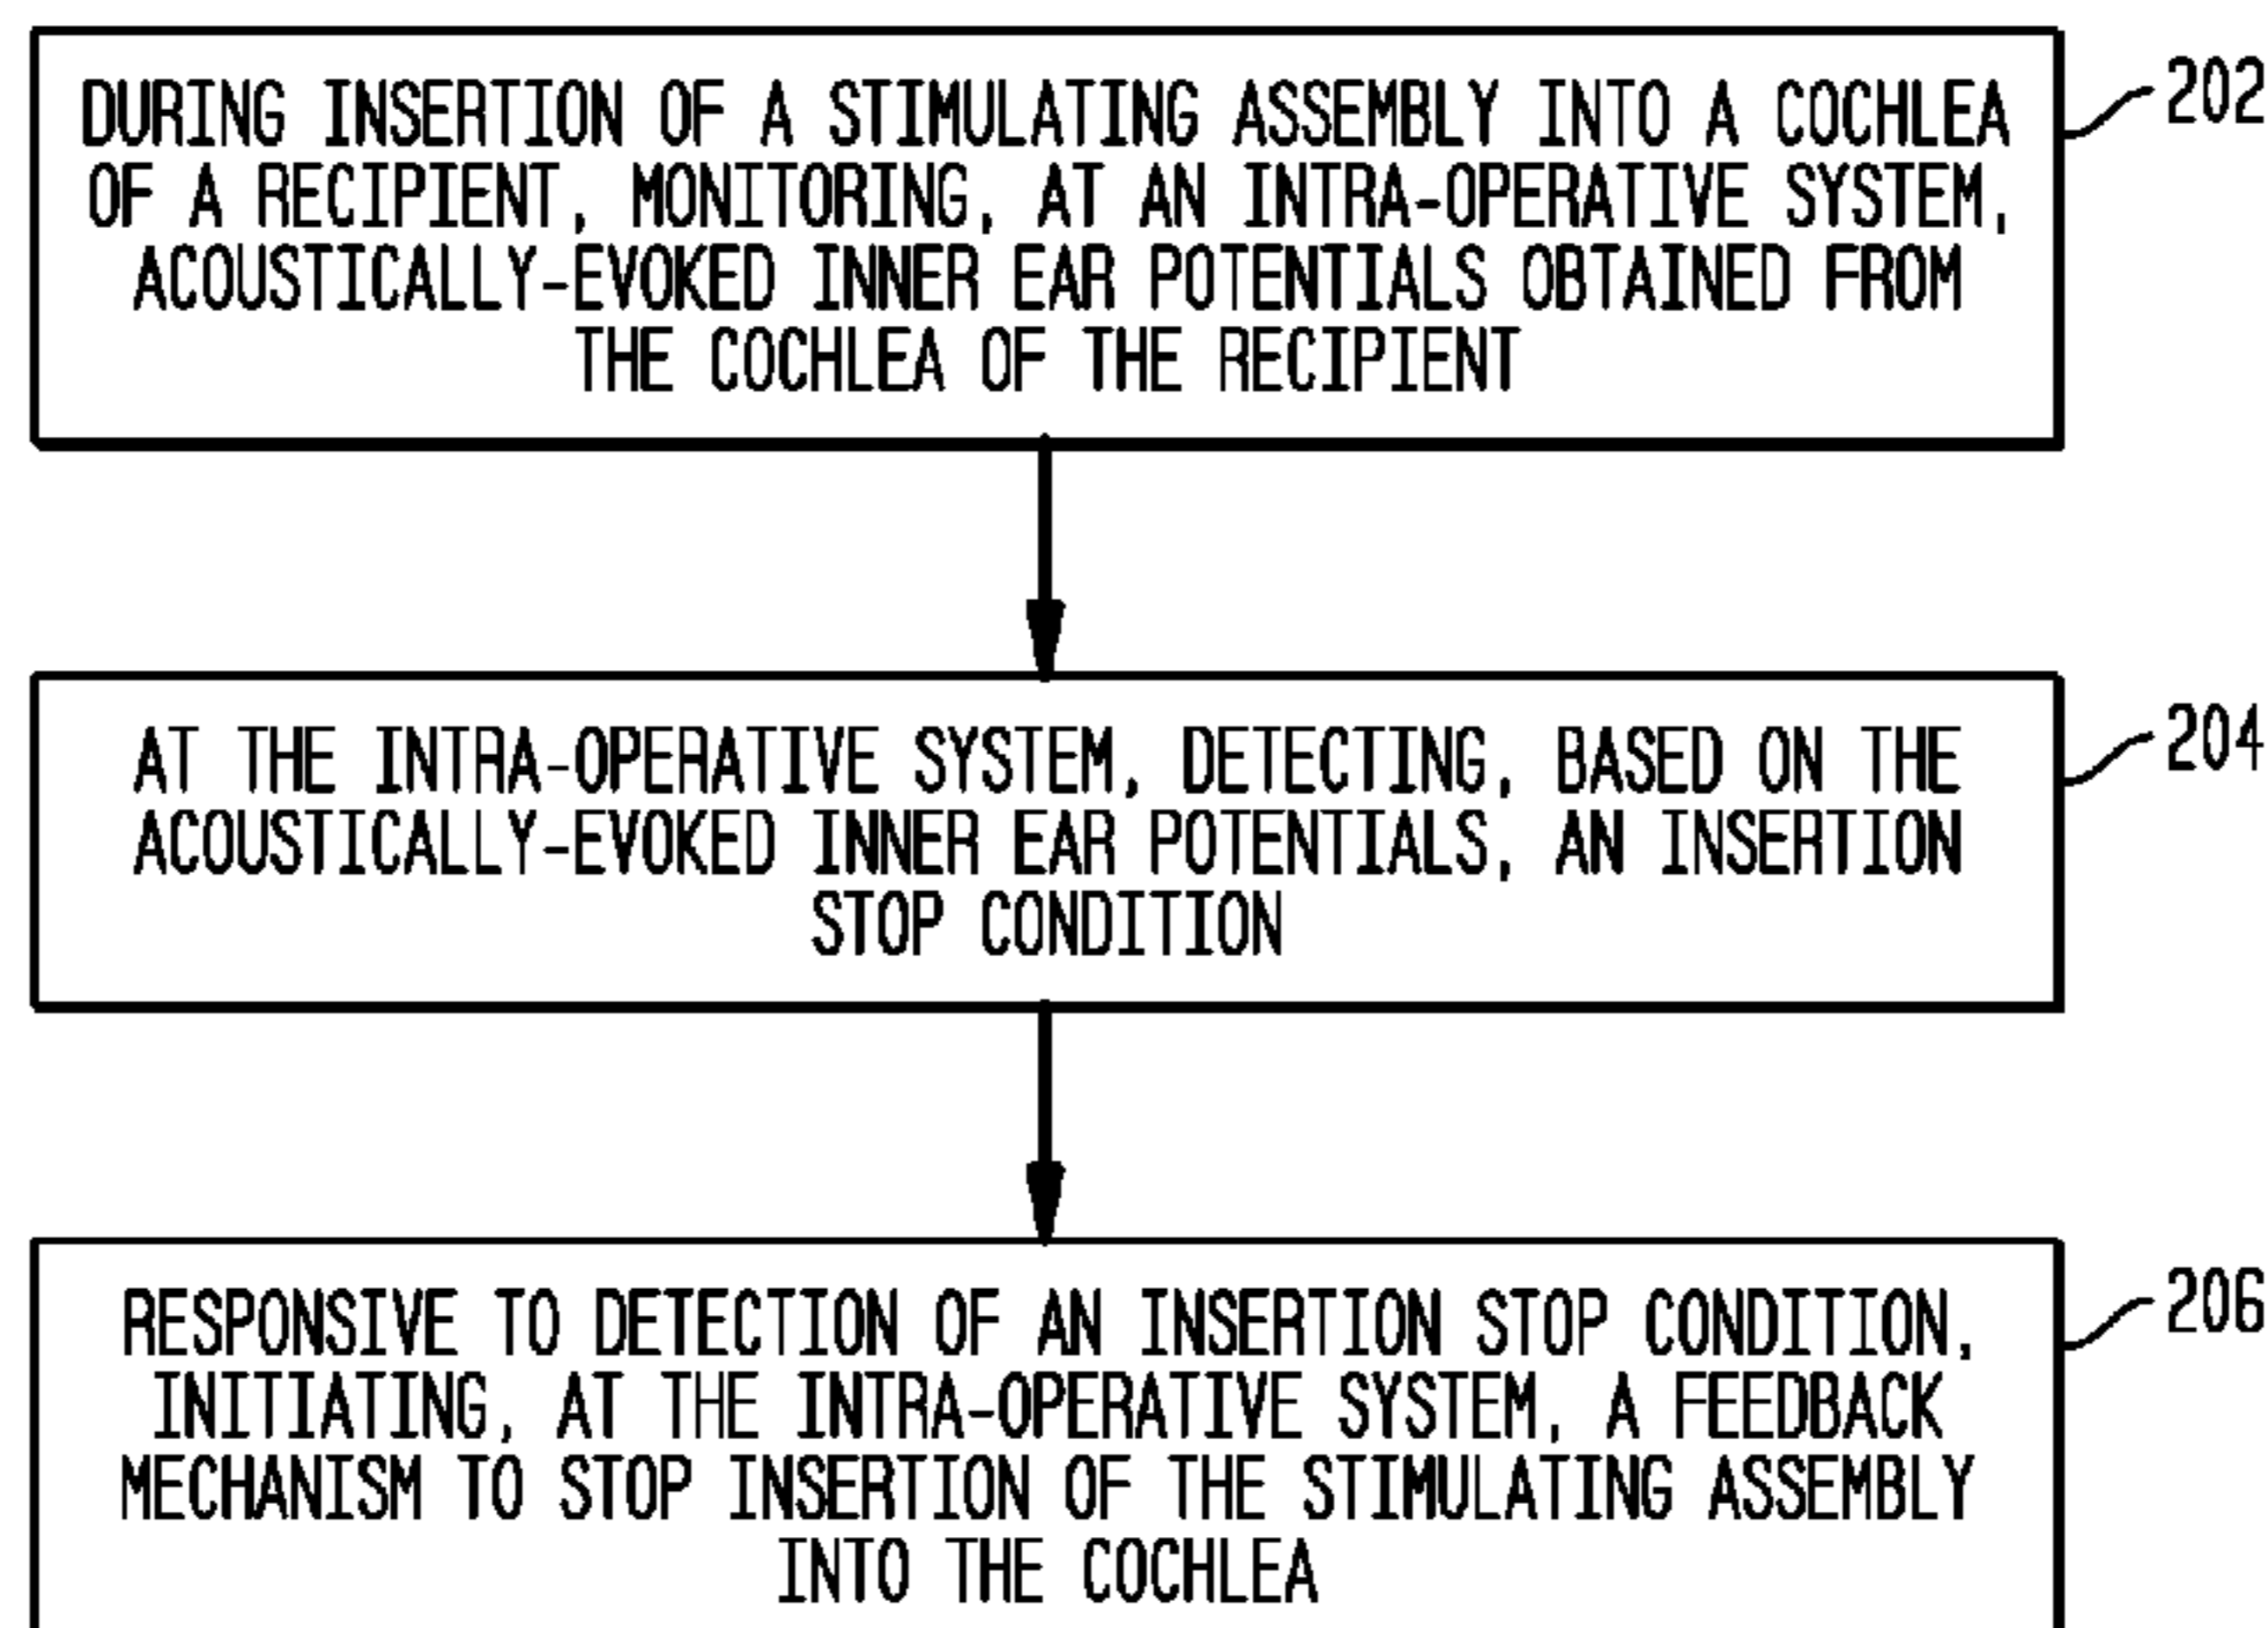 DURING INSERTION OF A STIMULATING ASSEMBLY INTO A COCHLEA
OF A RECIPIENT, MONITORING, AT AN INTRA-OPERATIVE SYSTEM,
ACOUSTICALLY-EVOKED INNER EAR POTENTIALS OBTAINED FROM
THE COCHLEA OF THE RECIPIENT
202
AT THE INTRA-OPERATIVE SYSTEM, DETECTING, BASED ON THE
ACOUSTICALLY-EVOKED INNER EAR POTENTIALS, AN INSERTION
STOP CONDITION
204
RESPONSIVE TO DETECTION OF AN INSERTION STOP CONDITION,
INITIATING, AT THE INTRA-OPERATIVE SYSTEM, A FEEDBACK
MECHANISM TO STOP INSERTION OF THE STIMULATING ASSEMBLY
INTO THE COCHLEA
206